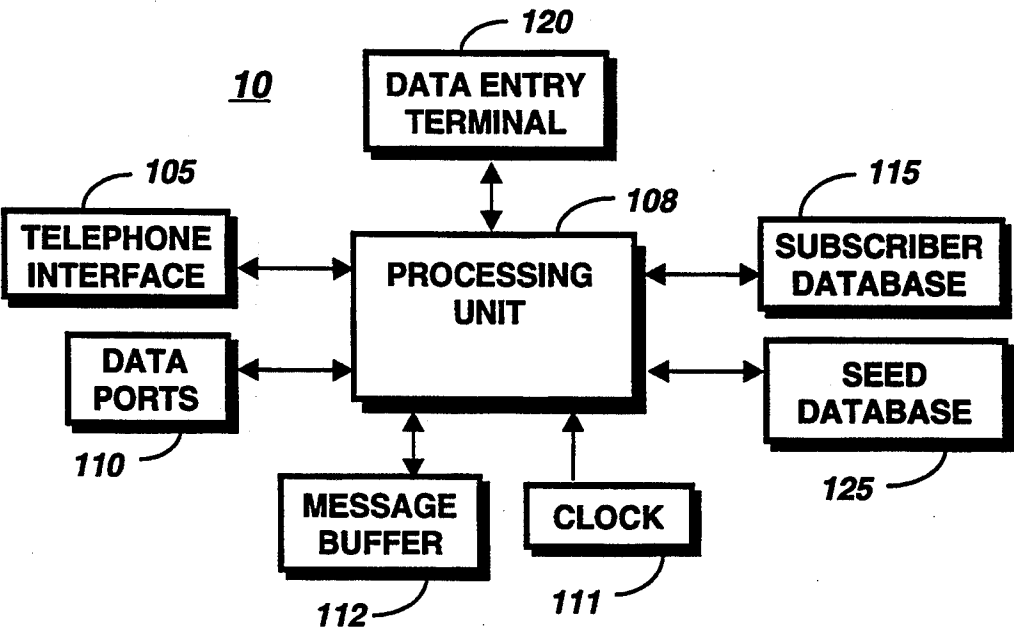 120
10
DATA ENTRY
TERMINAL
105
108
115
TELEPHONE
INTERFACE
PROCESSING
UNIT
SUBSCRIBER
DATABASE
DATA
PORTS
SEED
DATABASE
110
125
MESSAGE
BUFFER
CLOCK
112
111